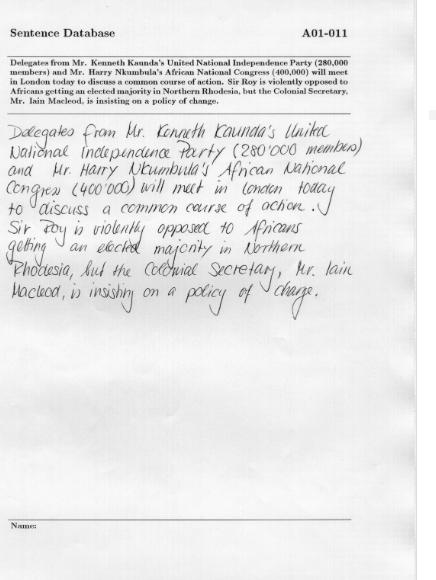 Sentence Database A01-011
Delegates from Mr. Kenneth Kaunda's United National Independence Party (280,000
members) and Mr. Harry Nkumbula's African National Congress (400,000) will meet
in London today to discuss a common course of action. Sir Roy is violently opposed to
Africans getting an elected majority in Northern Rhodesia, but the Colonial Secretary,
Mr. Iain Macleod, is insisting on a policy of change.
Delegates from Mr. Kenneth Kaunda's United
National Independence Party (280'000 members)
and Mr. Harry Nkumbula's African National
Congress (400'000) will meet in London today
to discuss a common course of action.
Sir Roy is violently opposed to Africans
getting an elected majority in Northern
Rhodesia, but the Colonial Secretary, Mr. Iain
Macleod, is insisting on a policy of change.
Name: